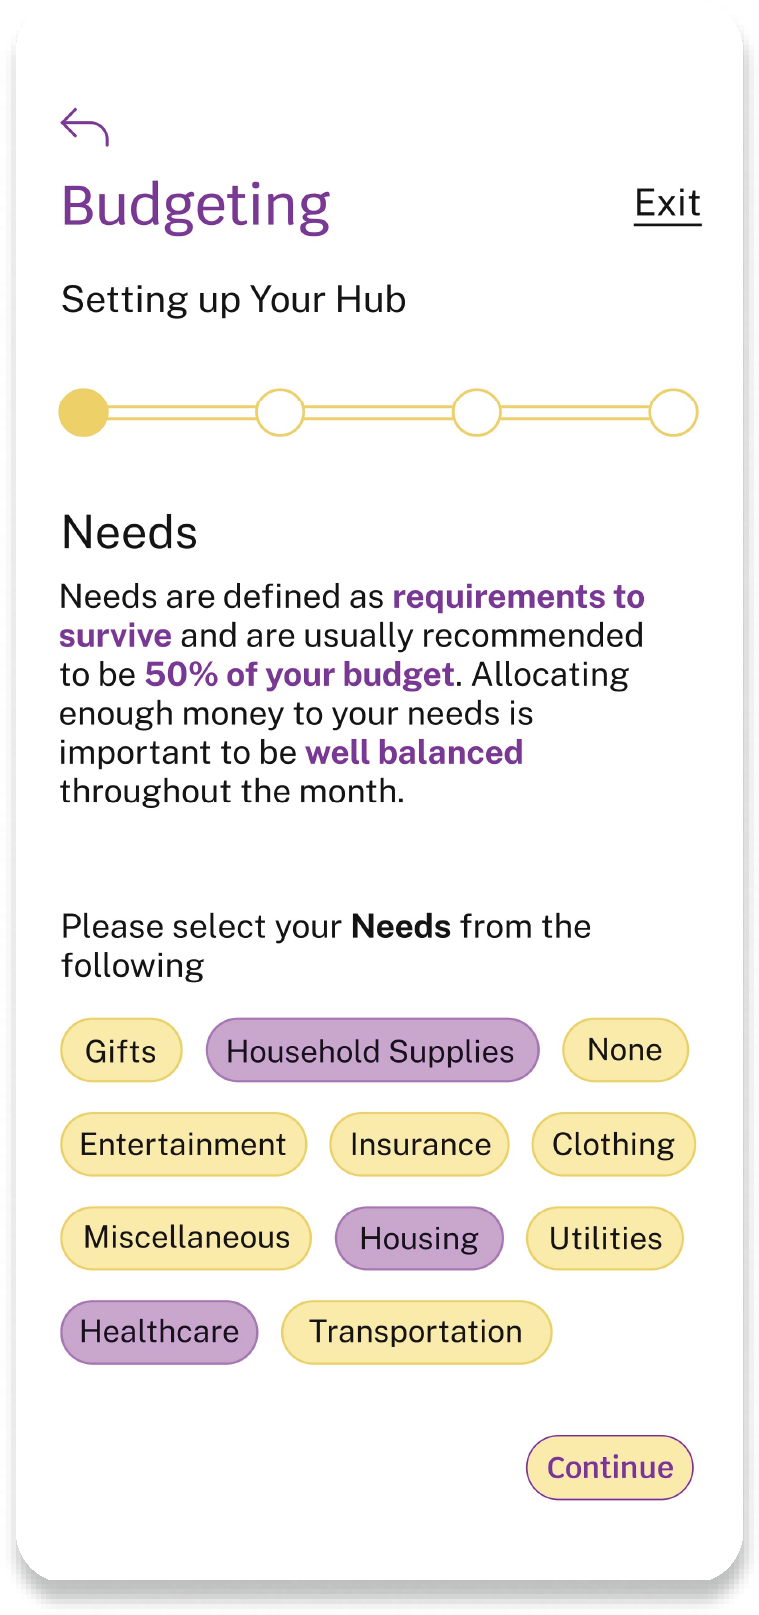 Budgeting
Exit
Setting up Your Hub
Needs
Needs are defined as requirements to
survive and are usually recommended
to be 50% of your budget. Allocating
enough money to your needs is
important to be well balanced
throughout the month.
Please select your Needs from the
following
Gifts
Household Supplies
None
Entertainment
Insurance
Clothing
Miscellaneous
Housing
Utilities
Healthcare
Transportation
Continue